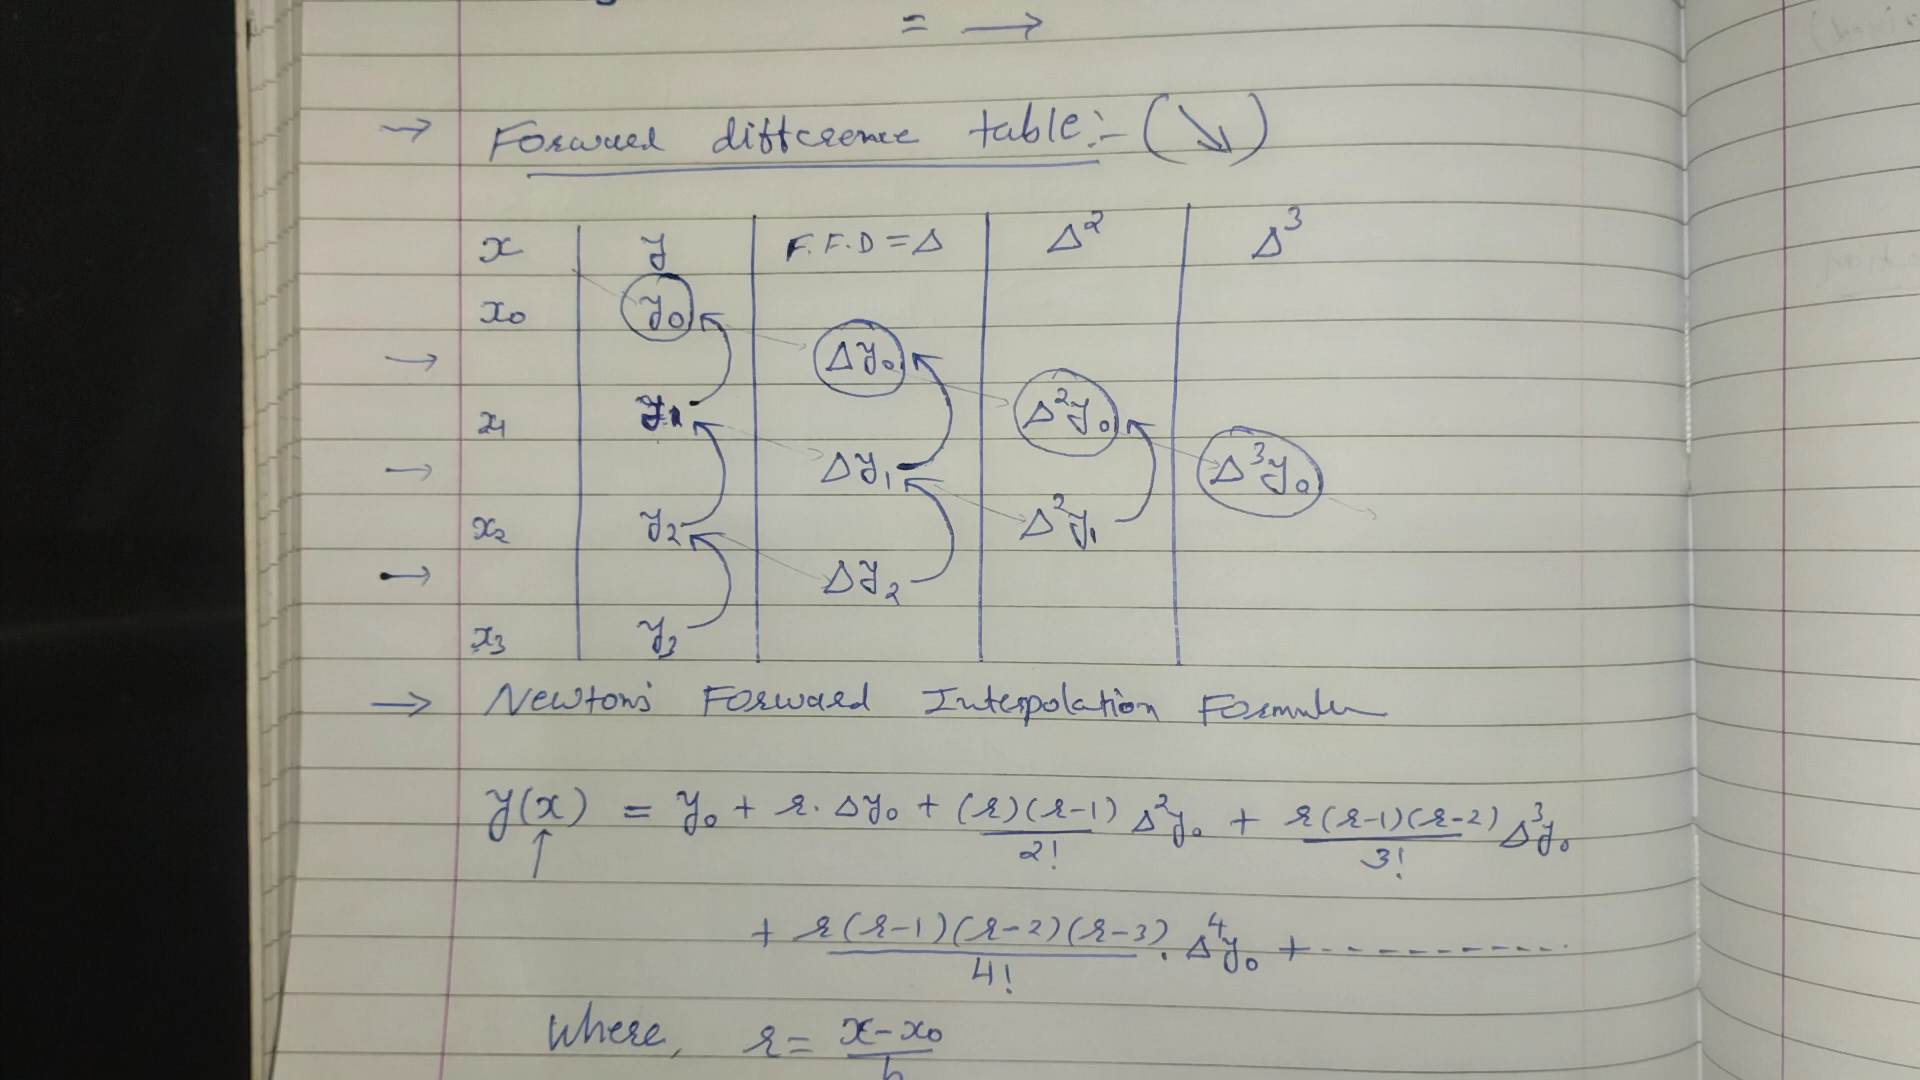 = →
→ Forward difference table:- (↘)
x y F.F.D = Δ Δ² Δ³
x₀ y₀
→ Δy₀
x₁ y₁ Δ²y₀
→ Δy₁ Δ³y₀
x₂ y₂ Δ²y₁
→ Δy₂
x₃ y₃
→ Newton's Forward Interpolation Formula
y(x) = y₀ + r. Δy₀ + (r)(r-1)/2! Δ²y₀ + r(r-1)(r-2)/3! Δ³y₀
↑
+ r(r-1)(r-2)(r-3)/4! . Δ⁴y₀ + ----------
Where, r = x-x₀/h